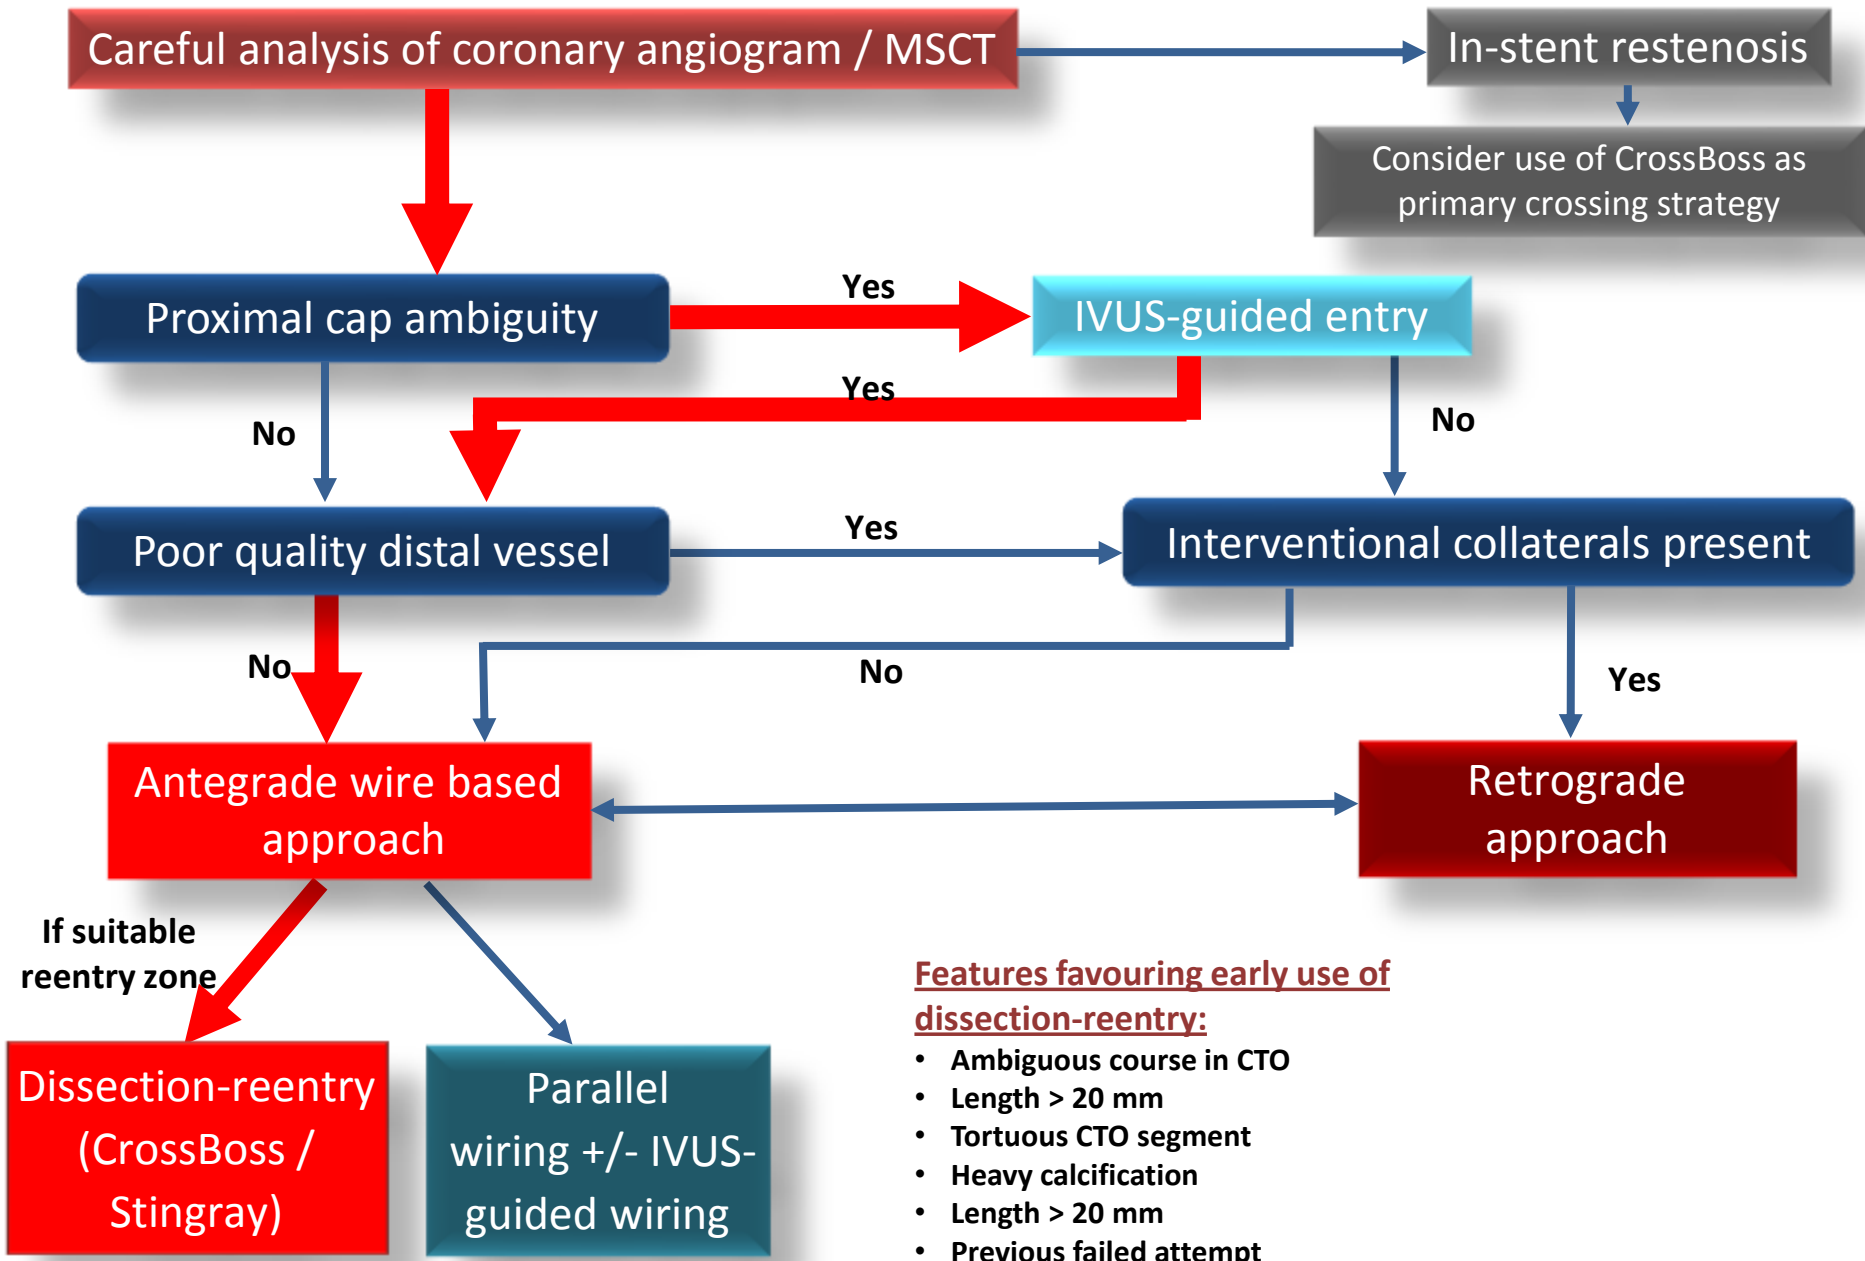 Careful analysis of coronary angiogram / MSCT
In-stent restenosis
Consider use of CrossBoss as
primary crossing strategy
Proximal cap ambiguity
Yes
IVUS-guided entry
Yes
No
No
Poor quality distal vessel
Yes
Interventional collaterals present
No
No
Yes
Antegrade wire based
approach
Retrograde
approach
If suitable
reentry zone
Dissection-reentry
(CrossBoss /
Stingray)
Parallel
wiring +/- IVUS-
guided wiring
Features favouring early use of
dissection-reentry:
• Ambiguous course in CTO
• Length > 20 mm
• Tortuous CTO segment
• Heavy calcification
• Length > 20 mm
• Previous failed attempt